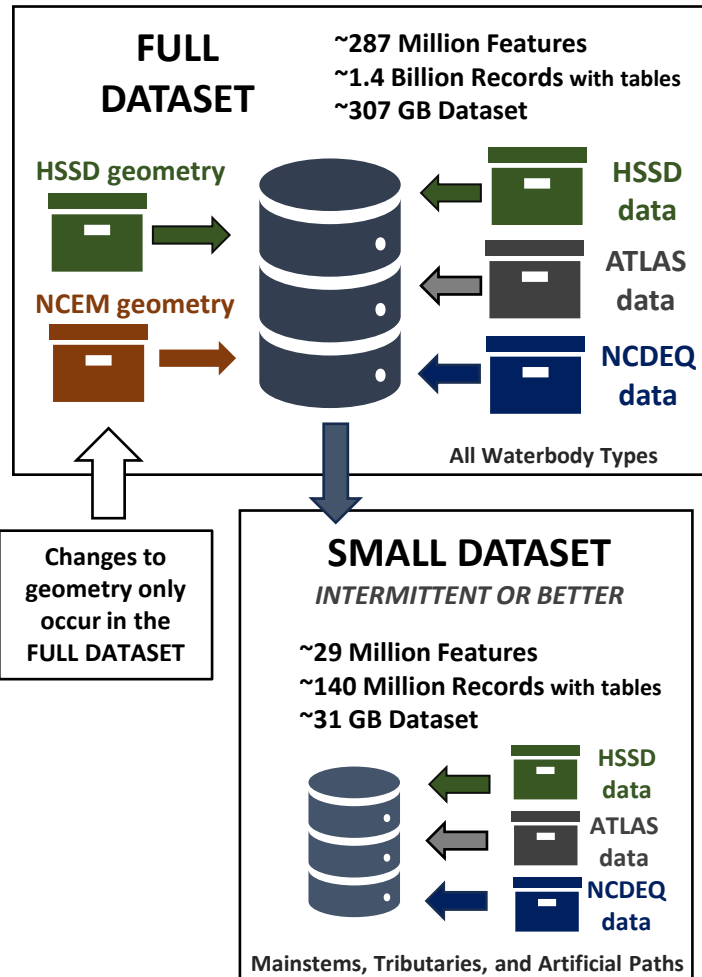 FULL
DATASET
~287 Million Features
~1.4 Billion Records with tables
~307 GB Dataset
HSSD geometry
NCEM geometry
HSSD
data
ATLAS
data
NCDEQ
data
All Waterbody Types
Changes to
geometry only
occur in the
FULL DATASET
SMALL DATASET
INTERMITTENT OR BETTER
~29 Million Features
~140 Million Records with tables
~31 GB Dataset
HSSD
data
ATLAS
data
NCDEQ
data
Mainstems, Tributaries, and Artificial Paths